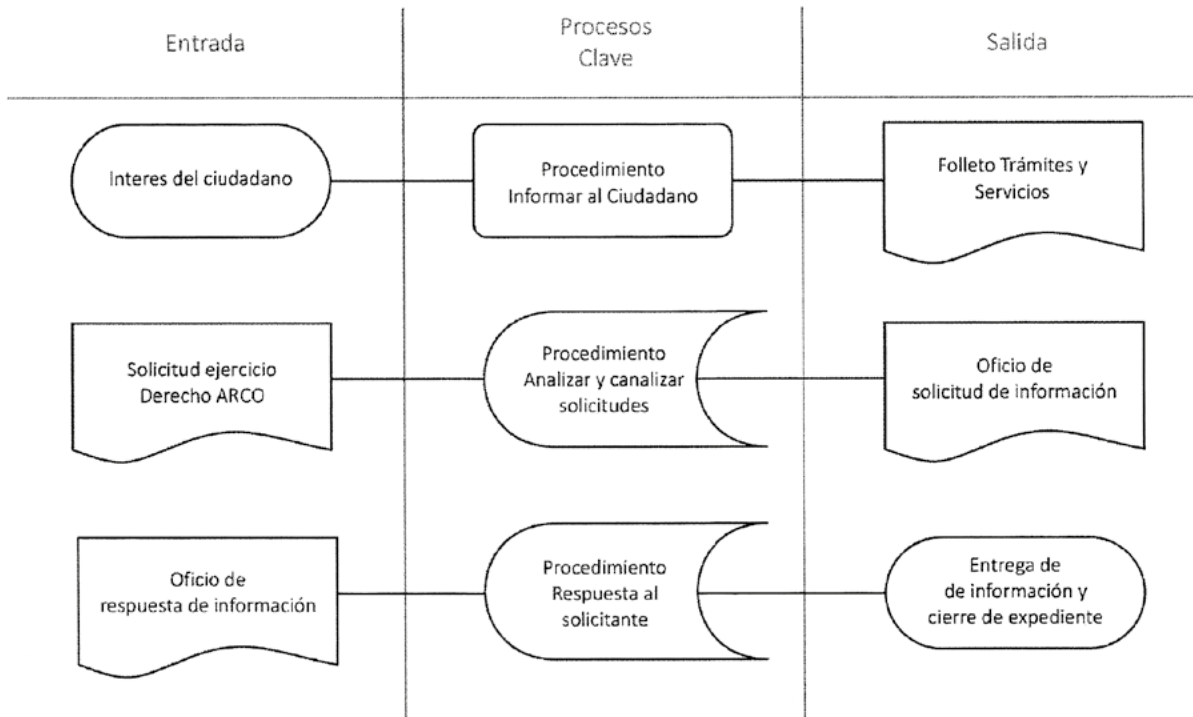 Entrada
Procesos
Clave
Salida
Interes del ciudadano
Procedimiento
Informar al Ciudadano
Folleto Trámites y
Servicios
Solicitud ejercicio
Derecho ARCO
Procedimiento
Analizar y canalizar
solicitudes
Oficio de
solicitud de información
Oficio de
respuesta de información
Procedimiento
Respuesta al
solicitante
Entrega de
de información y
cierre de expediente